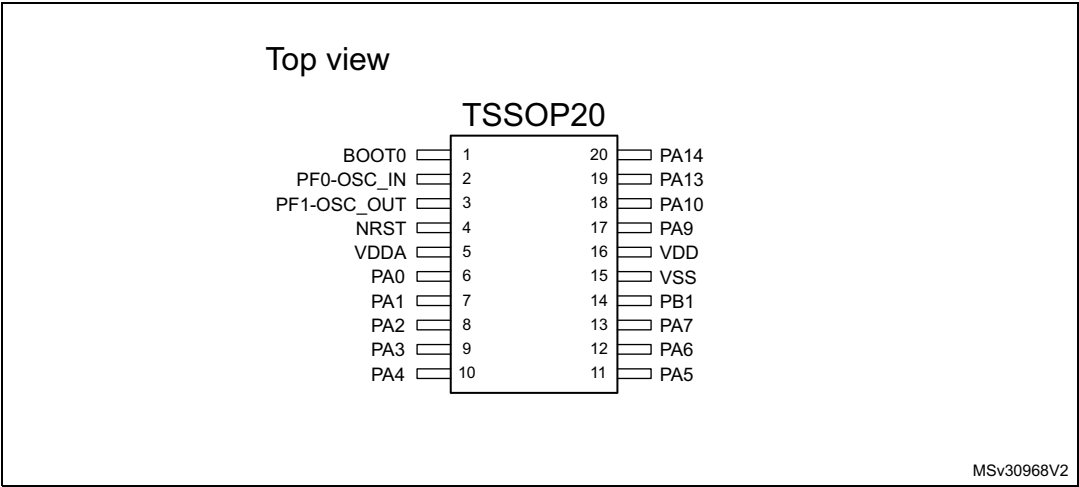 Top view
TSSOP20
BOOT0 1 20 PA14
PF0-OSC_IN 2 19 PA13
PF1-OSC_OUT 3 18 PA10
NRST 4 17 PA9
VDDA 5 16 VDD
PA0 6 15 VSS
PA1 7 14 PB1
PA2 8 13 PA7
PA3 9 12 PA6
PA4 10 11 PA5
MSv30968V2